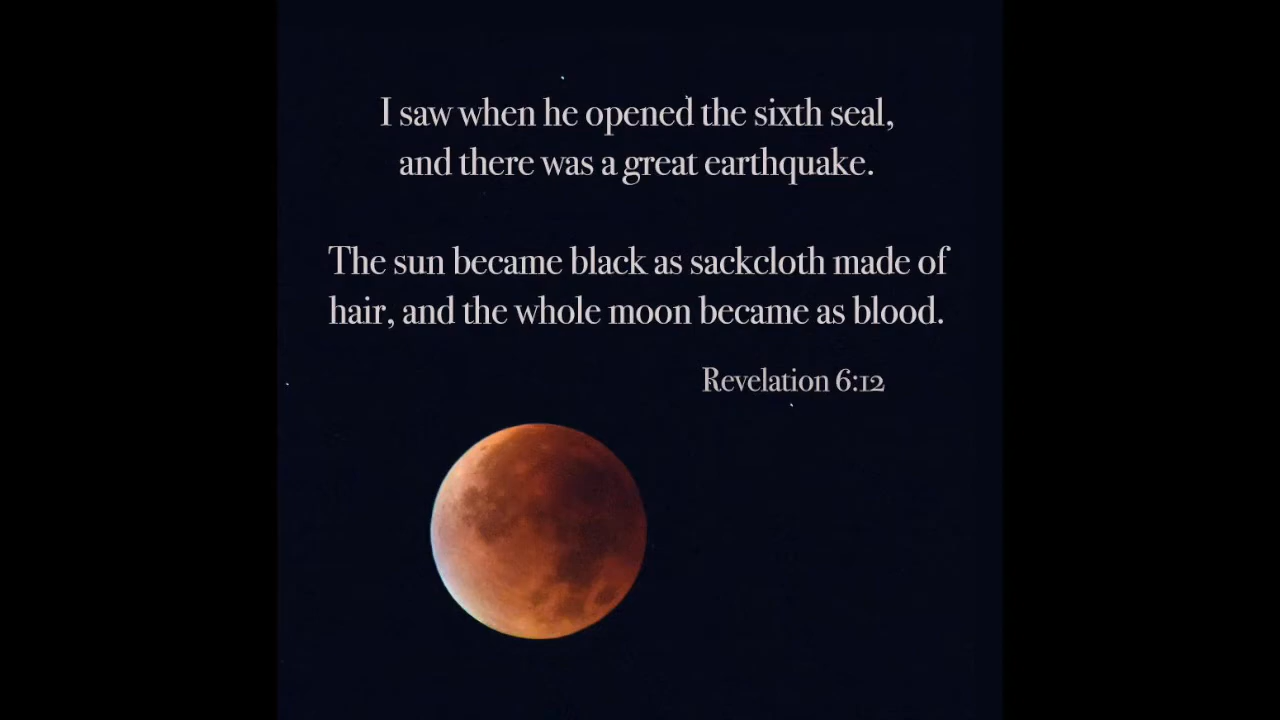 I saw when he opened the sixth seal,
and there was a great earthquake.
The sun became black as sackcloth made of
hair, and the whole moon became as blood.
Revelation 6:12